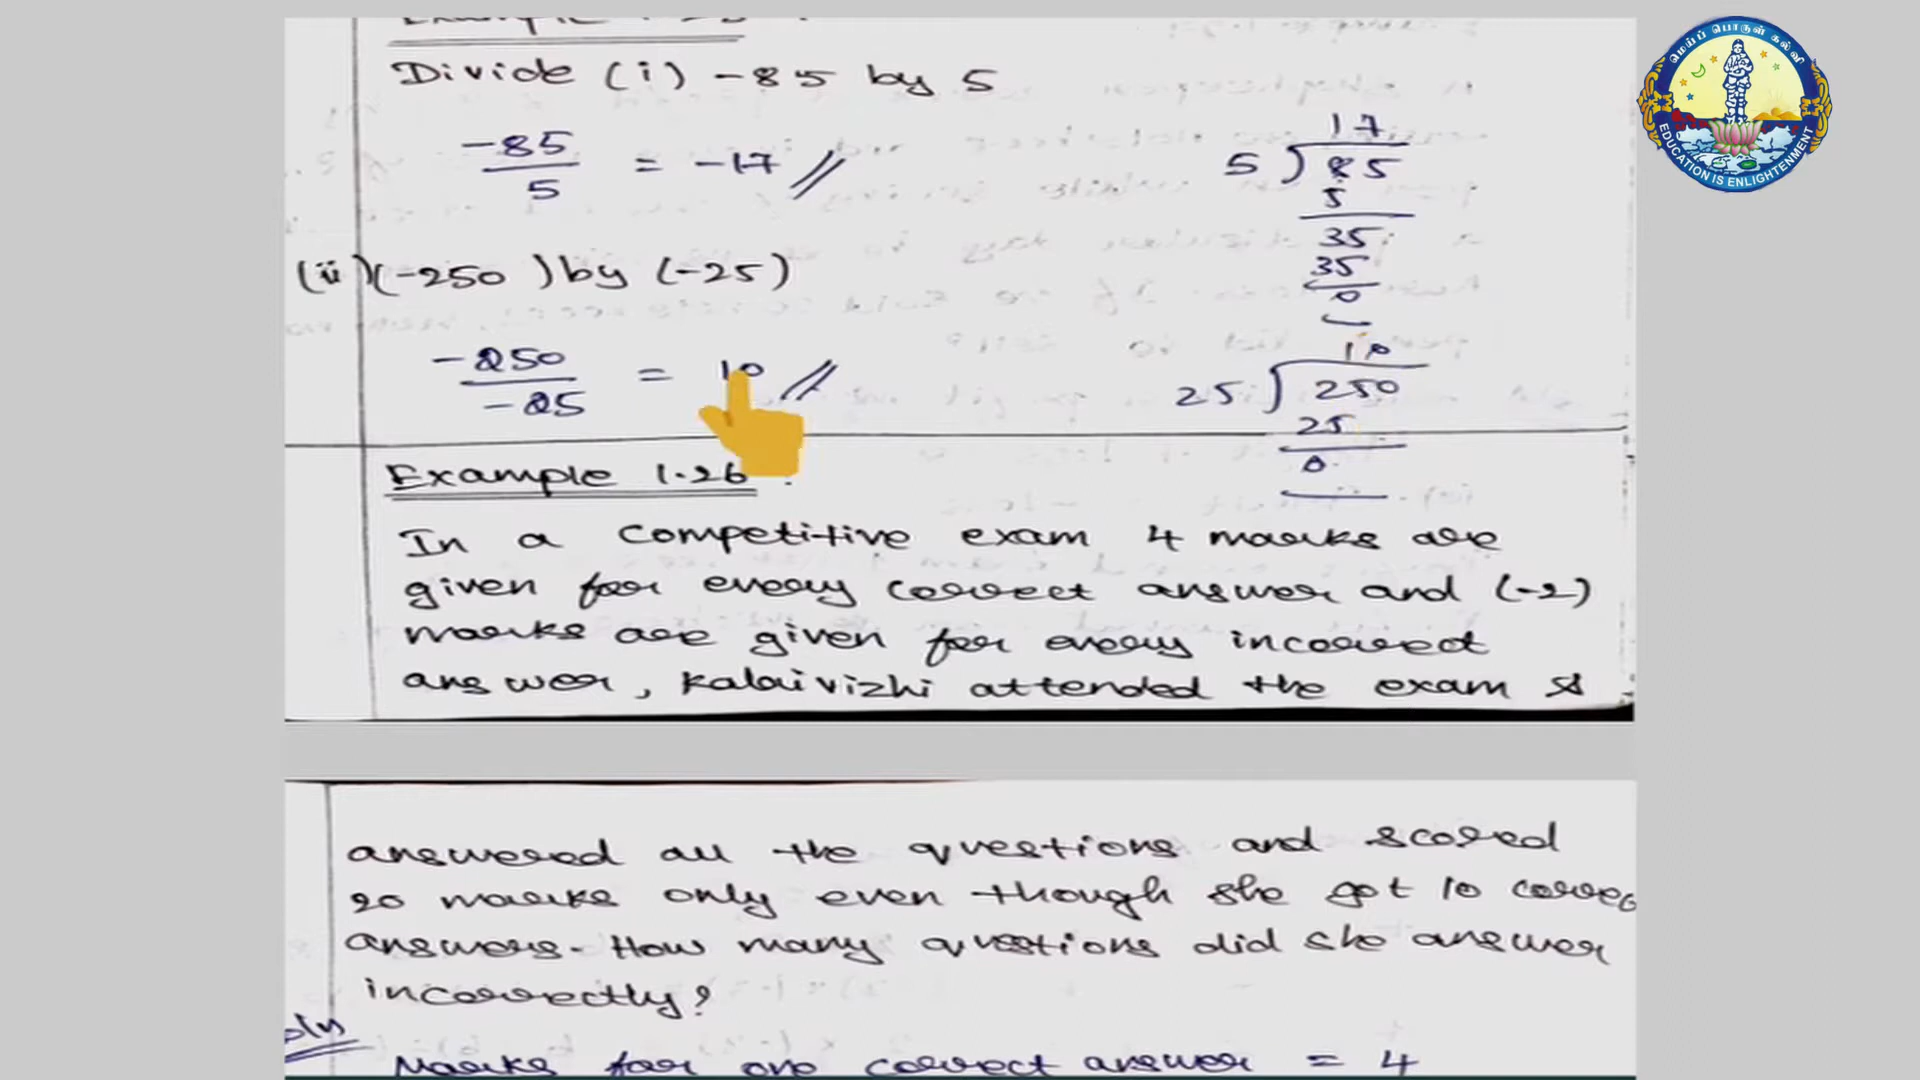 Divide (i) -85 by 5
-85
5
= -17 //
17
5 ) 85
5
35
35
0
(ii) (-250) by (-25)
-250
-25
= 10 //
10
25 ) 250
25
0
Example 1.26 :
In a competitive exam 4 marks are
given for every correct answer and (-2)
marks are given for every incorrect
answer, Kalaivizhi attended the exam &
answered all the questions and scored
20 marks only even though she got 10
answers. How many questions did she answer
incorrectly?
Marks for one correct answer = 4
மெய்ப் பொருள் கல்வி
EDUCATION IS ENLIGHTENMENT